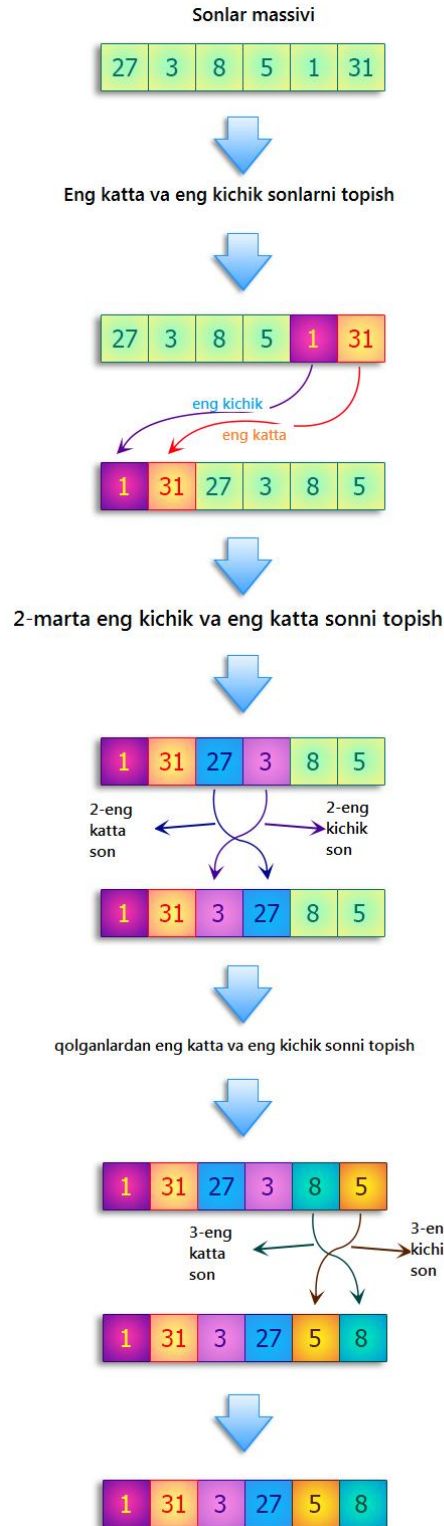 Sonlar massivi
27 3 8 5 1 31
Eng katta va eng kichik sonlarni topish
27 3 8 5 1 31
eng kichik
eng katta
1 31 27 3 8 5
2-marta eng kichik va eng katta sonni topish
1 31 27 3 8 5
2-eng
katta
son
2-eng
kichik
son
1 31 3 27 8 5
qolganlardan eng katta va eng kichik sonni topish
1 31 27 3 8 5
3-eng
katta
son
3-en
kichi
son
1 31 3 27 5 8
1 31 3 27 5 8